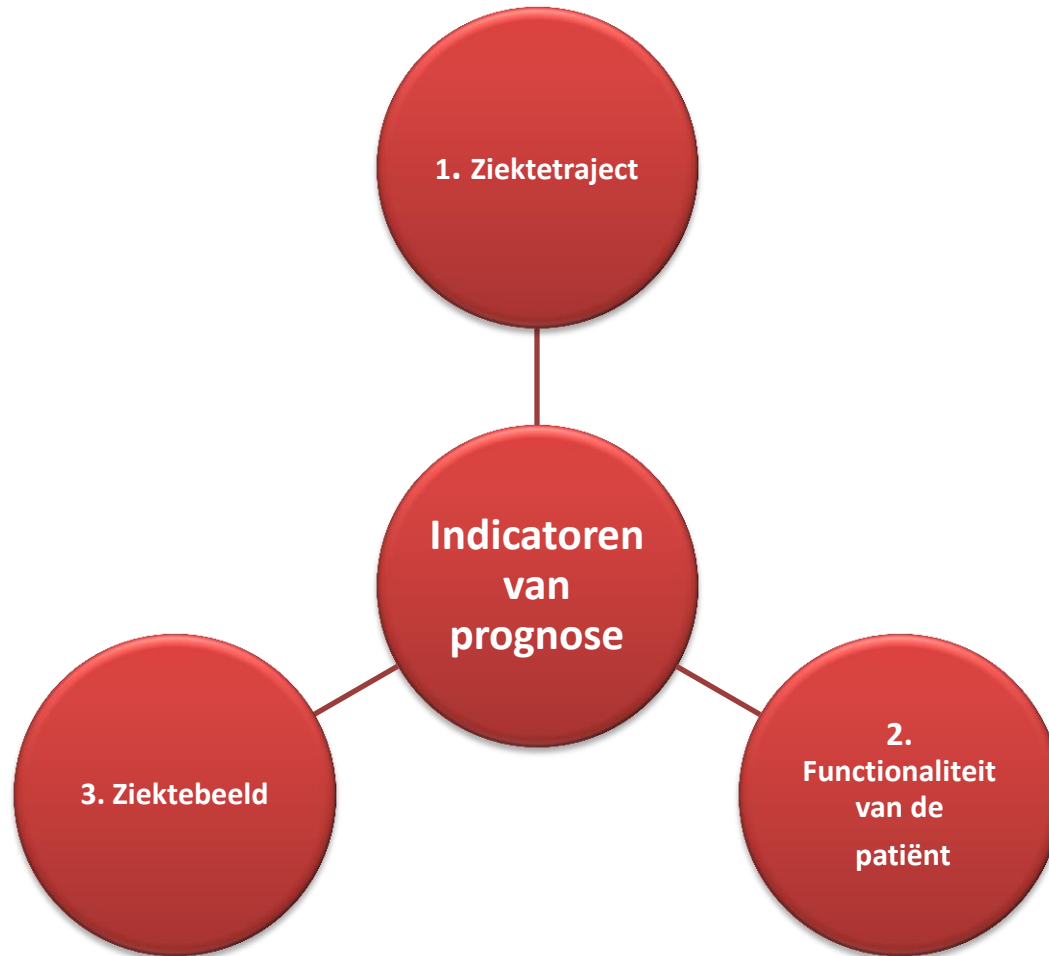 1. Ziektetraject
Indicatoren
van
prognose
2.
Functionaliteit
van de
patiënt
3. Ziektebeeld